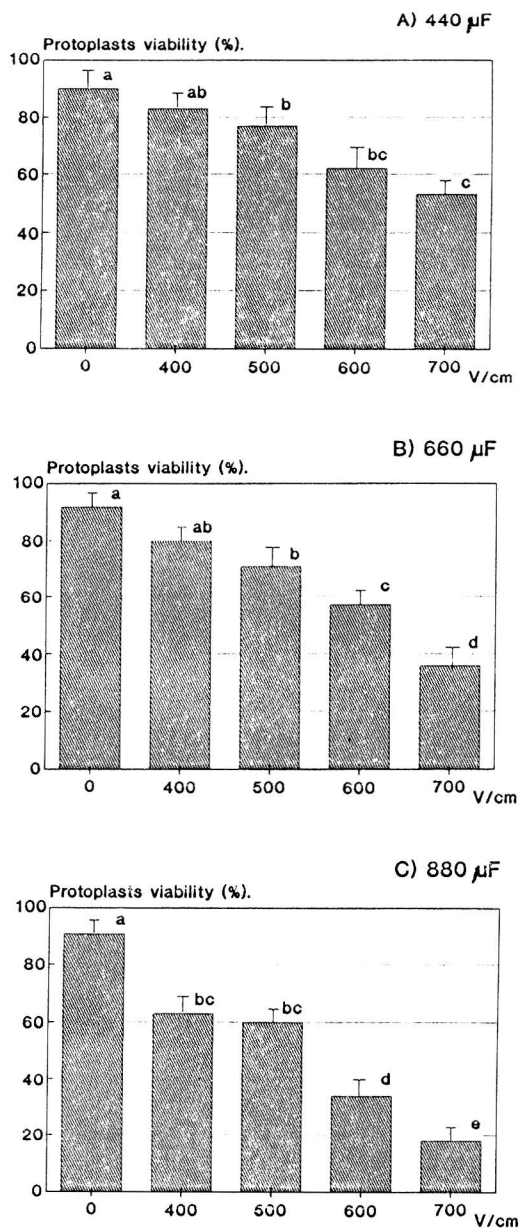 A) 440 µF
Protoplasts viability (%).
100
a
ab
80
b
bc
60
c
40
20
0
0 400 500 600 700
V/cm
B) 660 µF
Protoplasts viability (%).
100
a
ab
80
b
60
c
40
d
20
0
0 400 500 600 700
V/cm
C) 880 µF
Protoplasts viability (%).
100
a
80
bc bc
60
40
d
20
e
0
0 400 500 600 700
V/cm